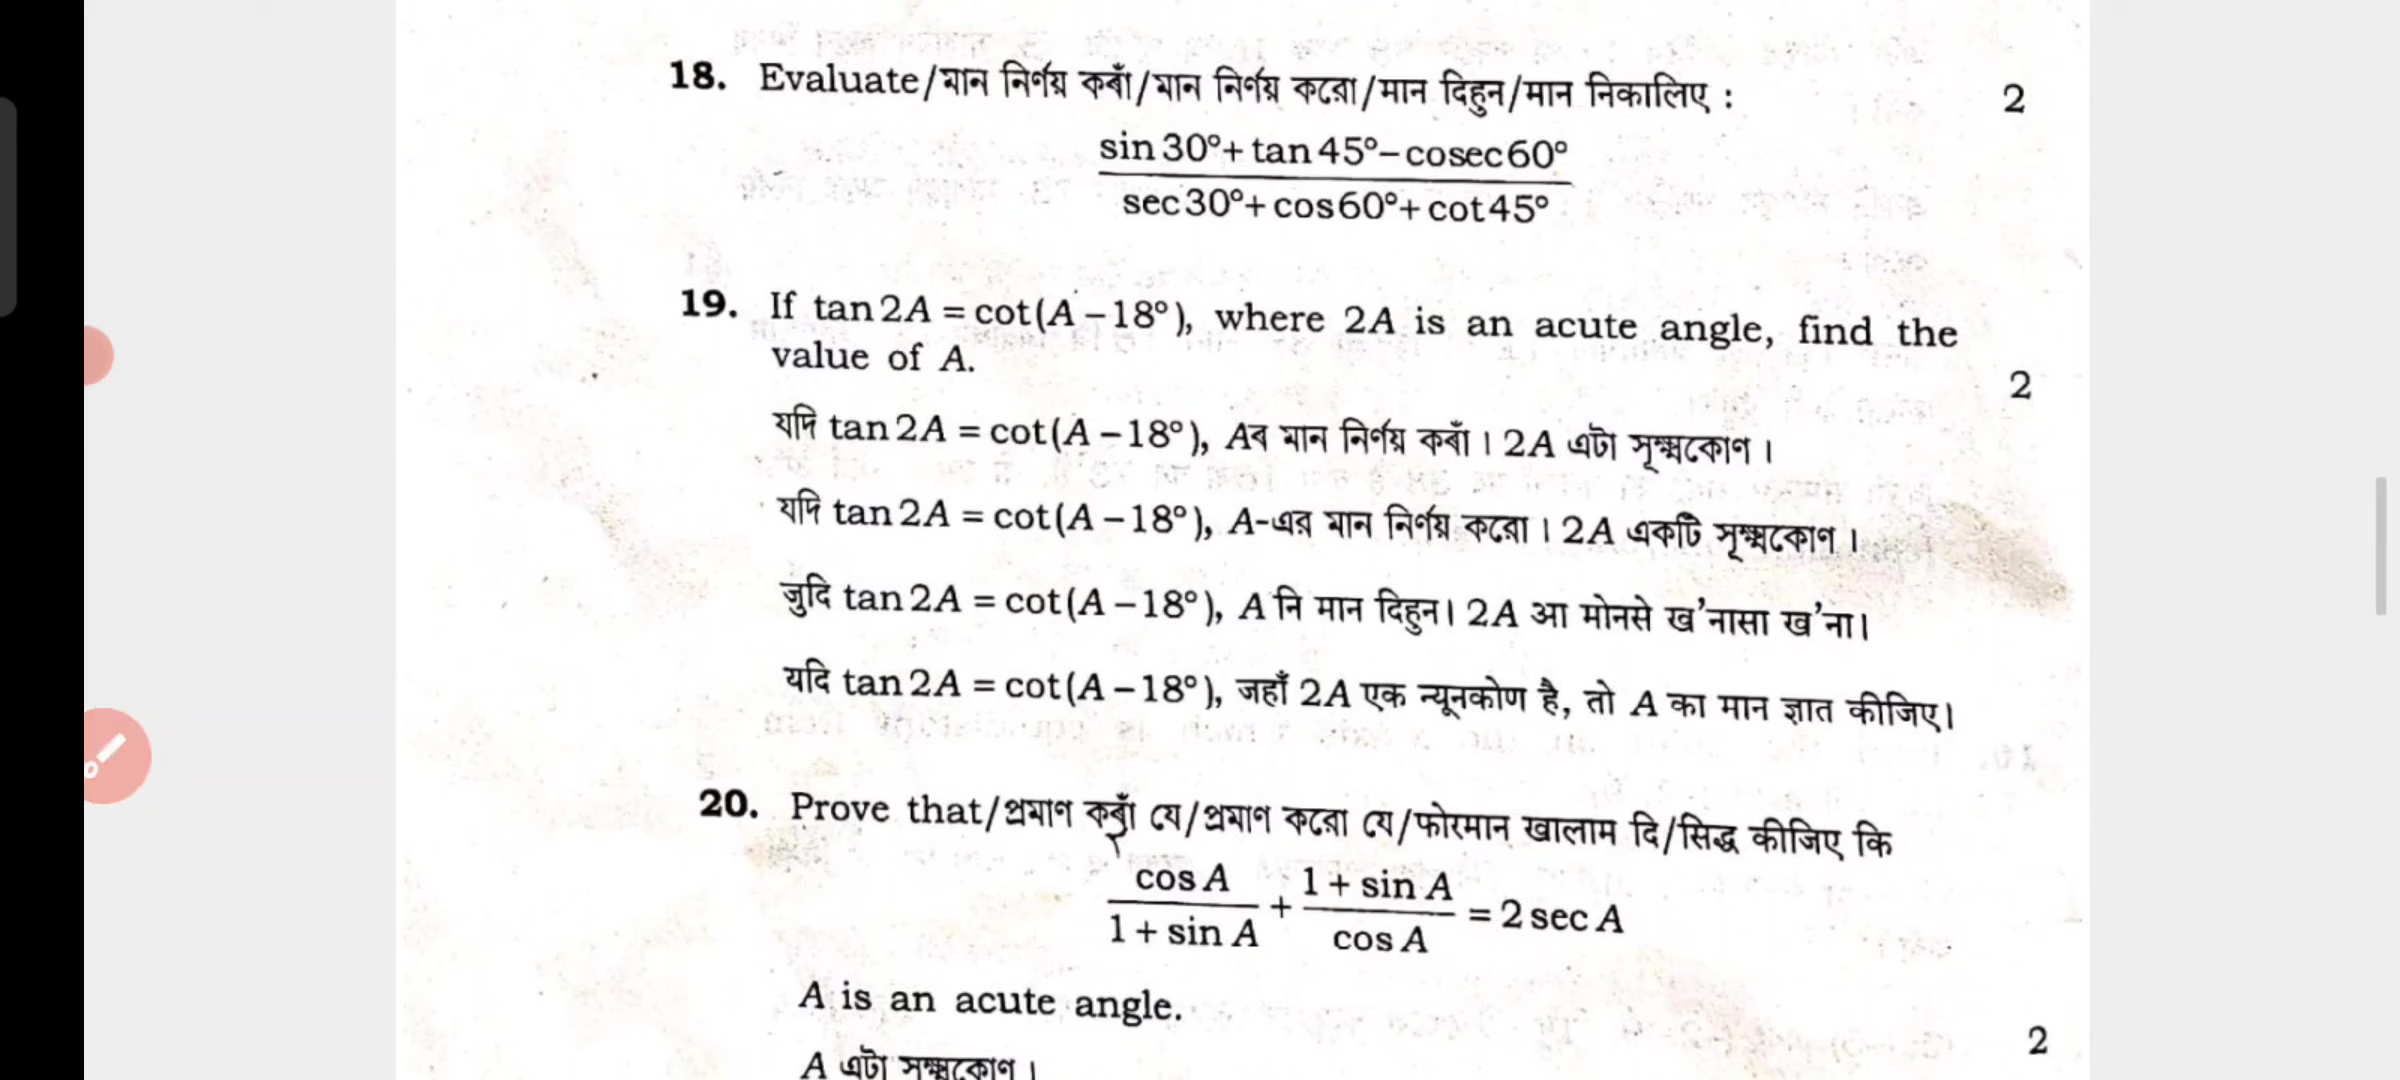 18. Evaluate/মান নিৰ্ণয় কৰাঁ/মান নির্ণয় করো/मान दिहुन/मान निकालिए : 2
sin 30°+ tan 45°– cosec 60°
sec 30°+ cos 60°+ cot 45°
19. If tan 2A = cot(A – 18°), where 2A is an acute angle, find the
value of A. 2
যদি tan 2A = cot(A – 18°), Aৰ মান নিৰ্ণয় কৰাঁ। 2A এটা সূক্ষ্মকোণ।
যদি tan 2A = cot(A – 18°), A-এর মান নির্ণয় করো। 2A একটি সূক্ষ্মকোণ।
जुदि tan 2A = cot(A – 18°), A नि मान दिहुन। 2A आ मोनसे ख'नासा ख'ना।
यदि tan 2A = cot(A – 18°), जहाँ 2A एक न्यूनकोण है, तो A का मान ज्ञात कीजिए।
20. Prove that/প্ৰমাণ কৰাঁ যে/প্রমাণ করো যে/फोरमान खालाम दि/सिद्ध कीजिए कि
cos A / 1 + sin A + 1 + sin A / cos A = 2 sec A
A is an acute angle. 2
A এটা সূক্ষ্মকোণ।